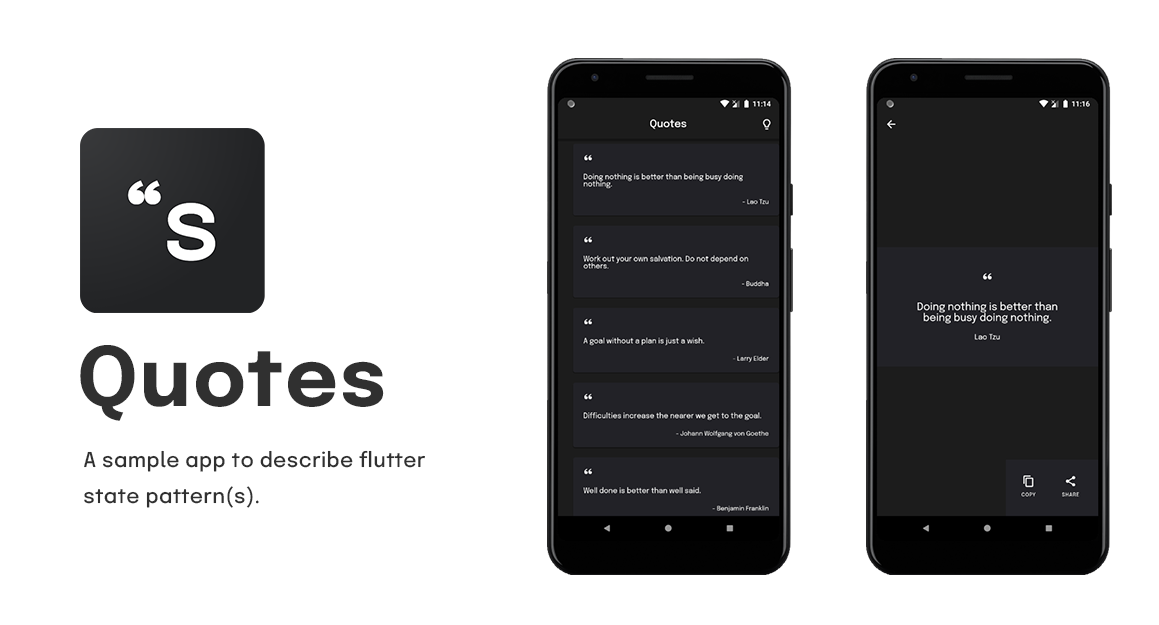 “s
Quotes
A sample app to describe flutter
state pattern(s).
11:14
Quotes
“
Doing nothing is better than being busy doing
nothing.
- Lao Tzu
“
Work out your own salvation. Do not depend on
others.
- Buddha
“
A goal without a plan is just a wish.
- Larry Elder
“
Difficulties increase the nearer we get to the goal.
- Johann Wolfgang von Goethe
“
Well done is better than well said.
- Benjamin Franklin
11:16
“
Doing nothing is better than
being busy doing nothing.
Lao Tzu
COPY SHARE